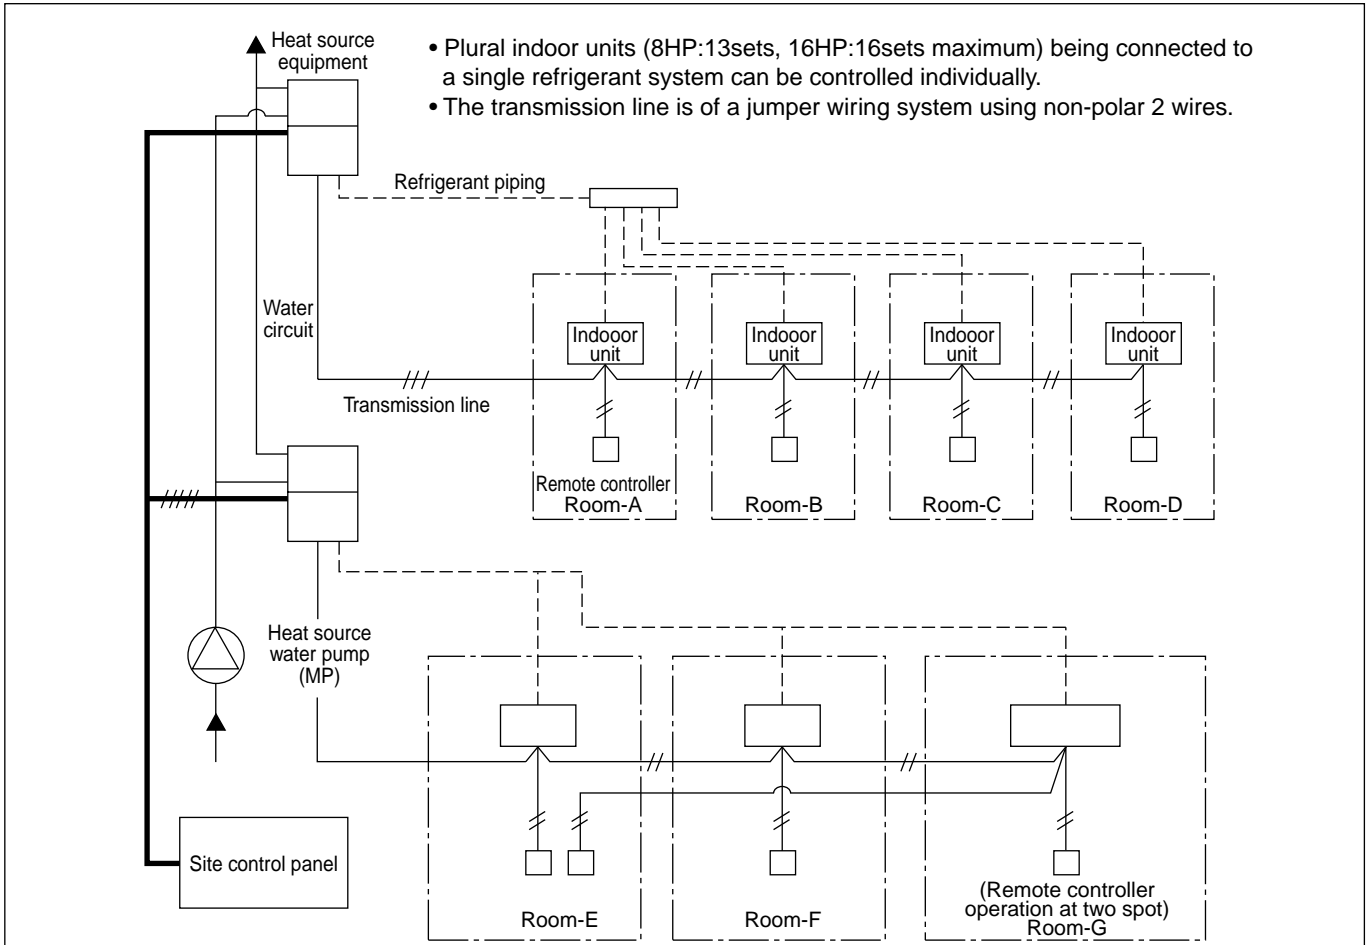 Heat source
equipment
• Plural indoor units (8HP:13sets, 16HP:16sets maximum) being connected to
a single refrigerant system can be controlled individually.
• The transmission line is of a jumper wiring system using non-polar 2 wires.
Refrigerant piping
Water
circuit
Indooor
unit
Indooor
unit
Indooor
unit
Indooor
unit
Transmission line
Remote controller
Room-A
Room-B
Room-C
Room-D
Heat source
water pump
(MP)
Site control panel
Room-E
Room-F
(Remote controller
operation at two spot)
Room-G